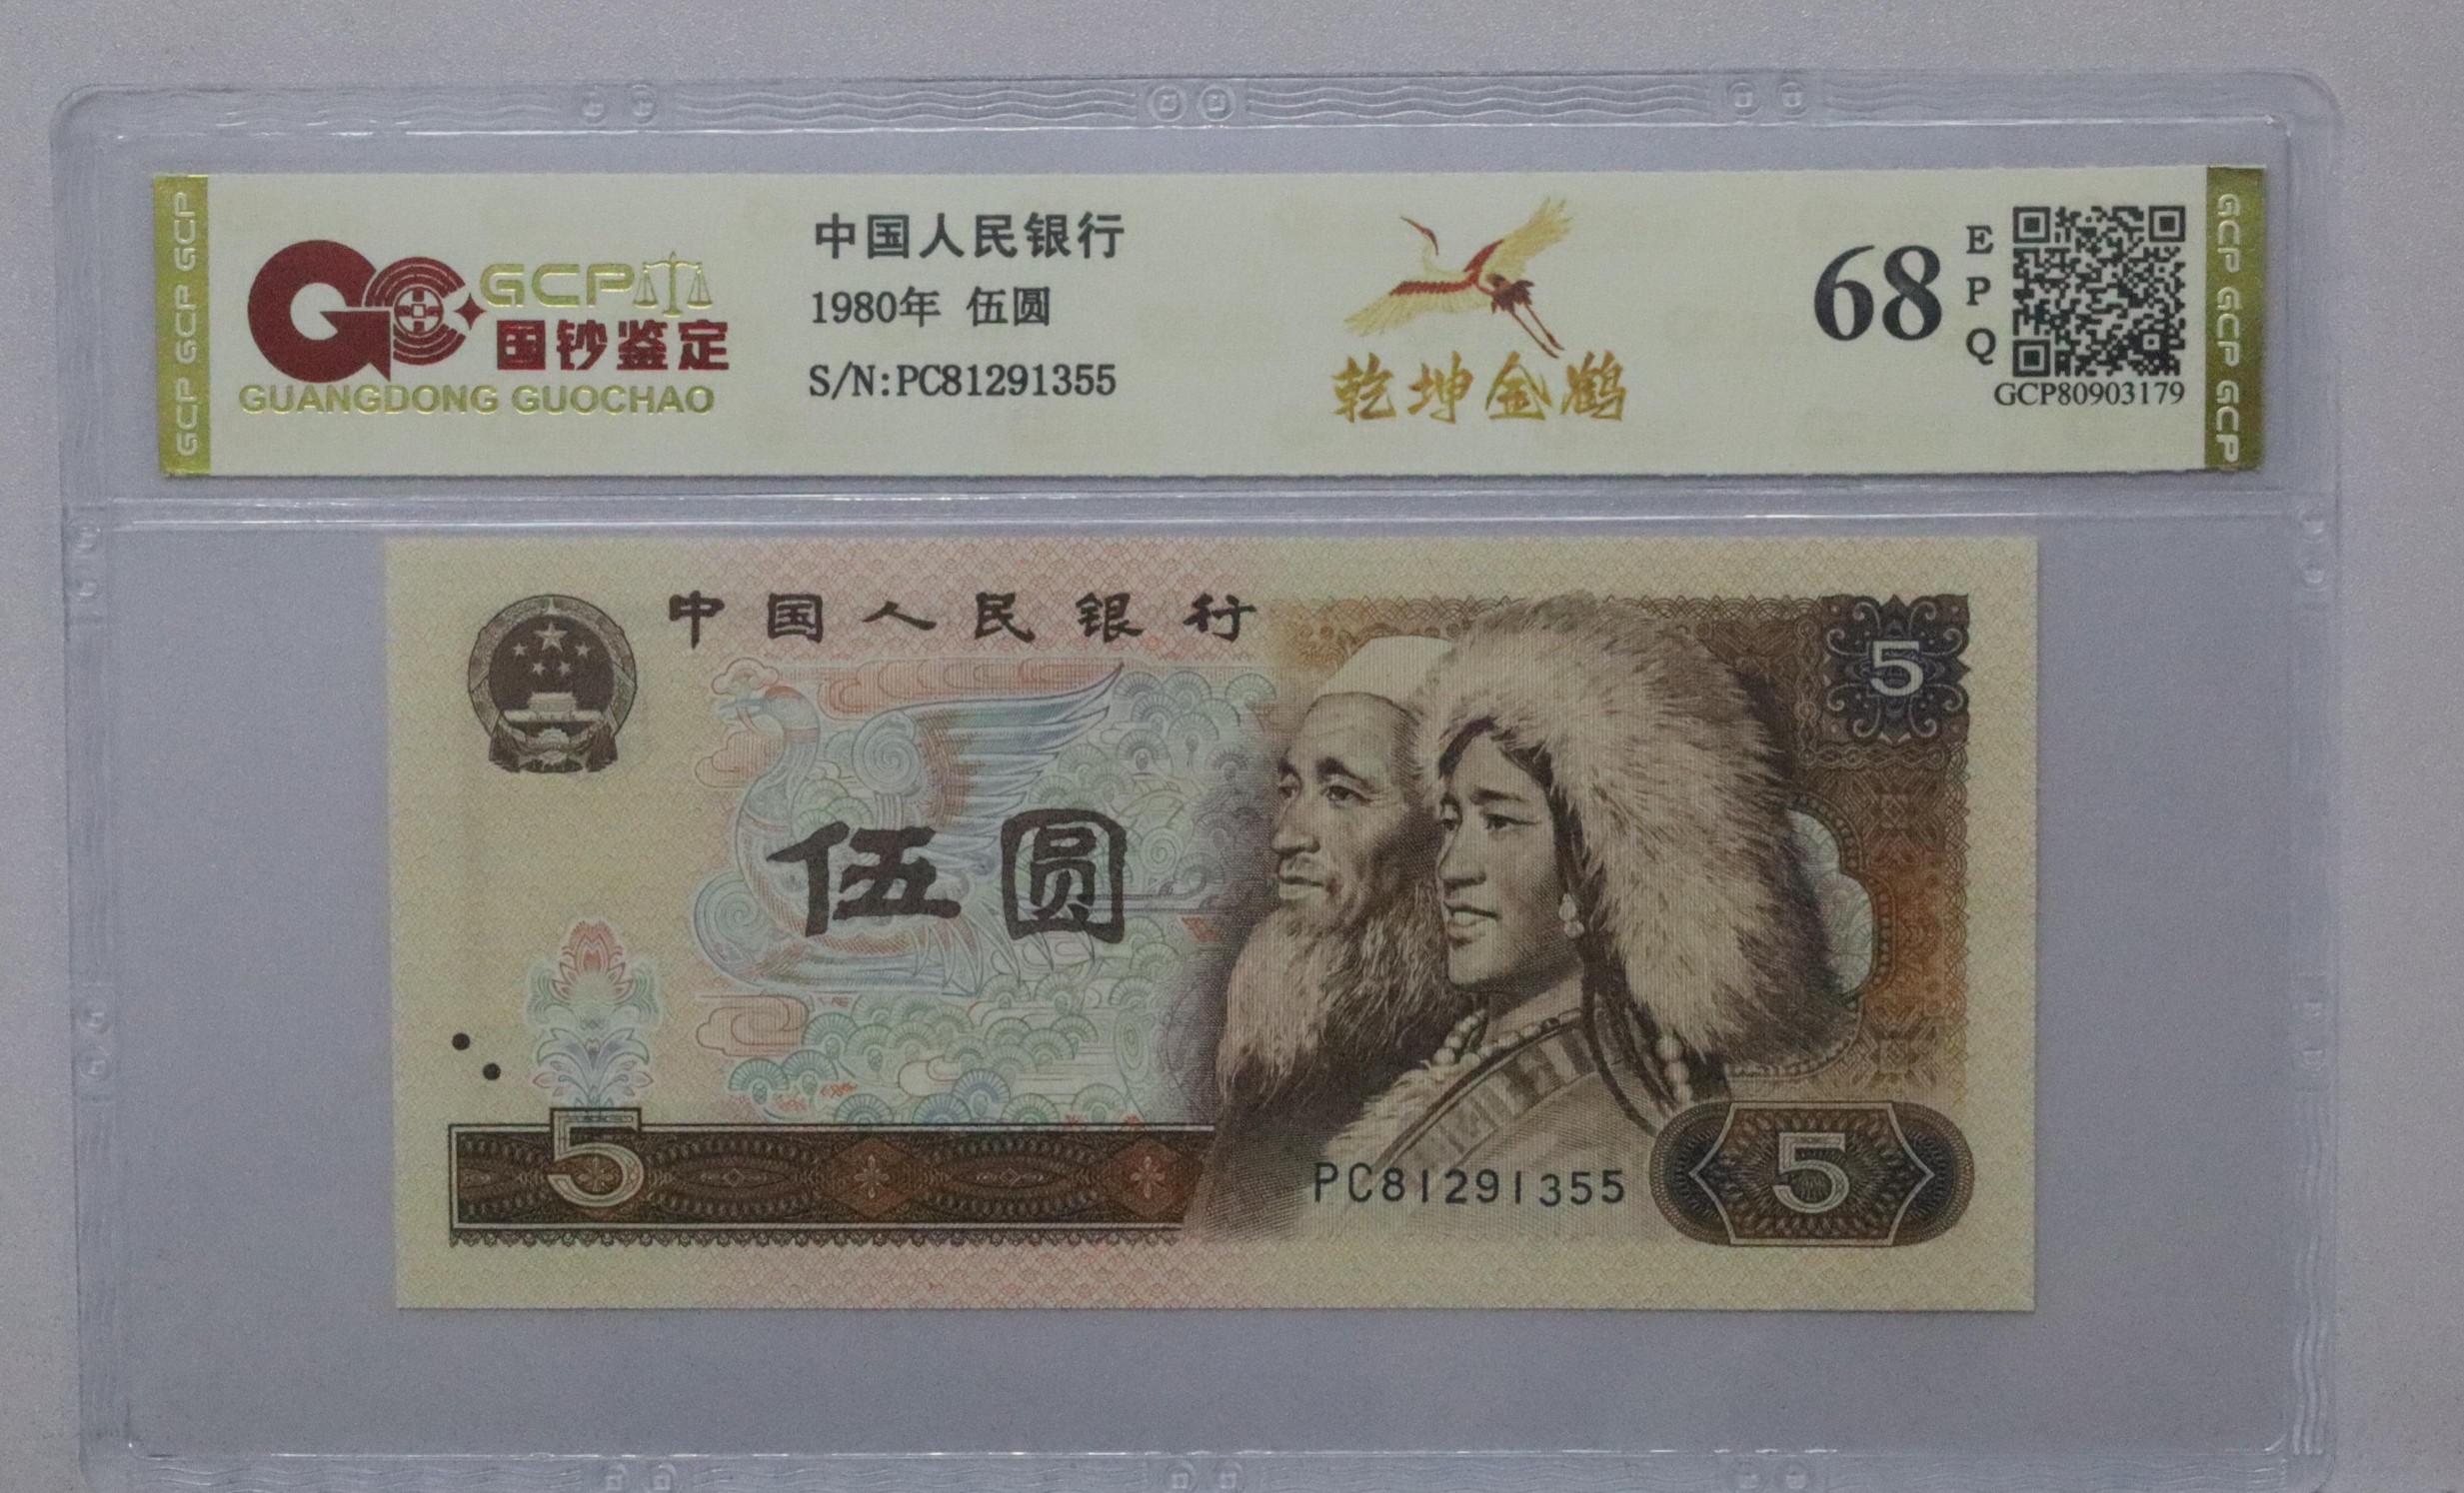 GCP GCP GCP
GCP
国钞鉴定
GUANGDONG GUOCHAO
中国人民银行
1980年 伍圆
S/N:PC81291355
乾坤金鹤
68
E
P
Q
GCP80903179
GCP GCP GCP
中国人民银行
5
伍圆
5
PC81291355
5